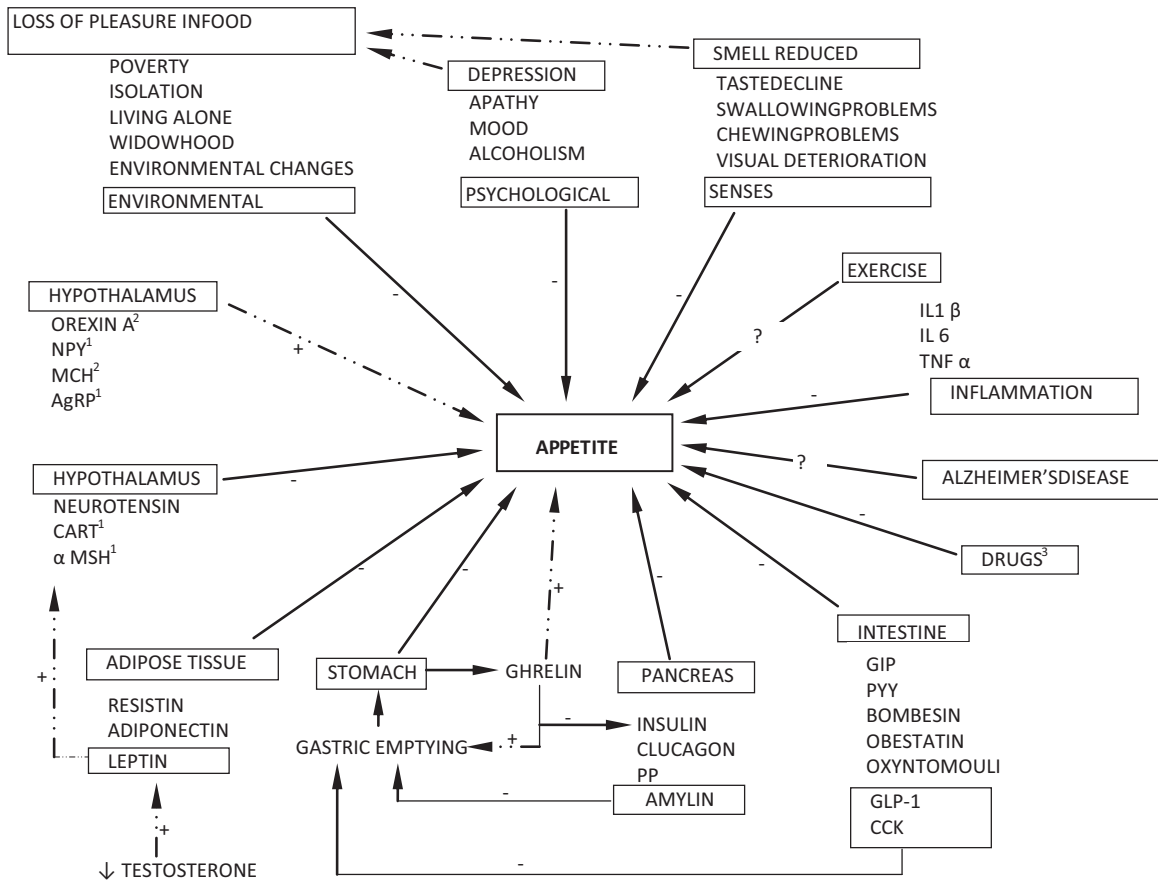 LOSS OF PLEASURE INFOOD
POVERTY
ISOLATION
LIVING ALONE
WIDOWHOOD
ENVIRONMENTAL CHANGES
ENVIRONMENTAL
DEPRESSION
APATHY
MOOD
ALCOHOLISM
PSYCHOLOGICAL
SMELL REDUCED
TASTEDECLINE
SWALLOWINGPROBLEMS
CHEWINGPROBLEMS
VISUAL DETERIORATION
SENSES
-
-
-
EXERCISE
?
HYPOTHALAMUS
OREXIN A²
NPY¹
MCH²
AgRP¹
+
IL1 β
IL 6
TNF α
INFLAMMATION
-
APPETITE
HYPOTHALAMUS
NEUROTENSIN
CART¹
α MSH¹
-
?
ALZHEIMER'SDISEASE
-
DRUGS³
-
-
+
-
-
INTESTINE
GIP
PYY
BOMBESIN
OBESTATIN
OXYNTOMOULI
GLP-1
CCK
+
ADIPOSE TISSUE
RESISTIN
ADIPONECTIN
LEPTIN
+
↓ TESTOSTERONE
STOMACH
GHRELIN
GASTRIC EMPTYING
+
-
PANCREAS
INSULIN
CLUCAGON
PP
AMYLIN
-
-